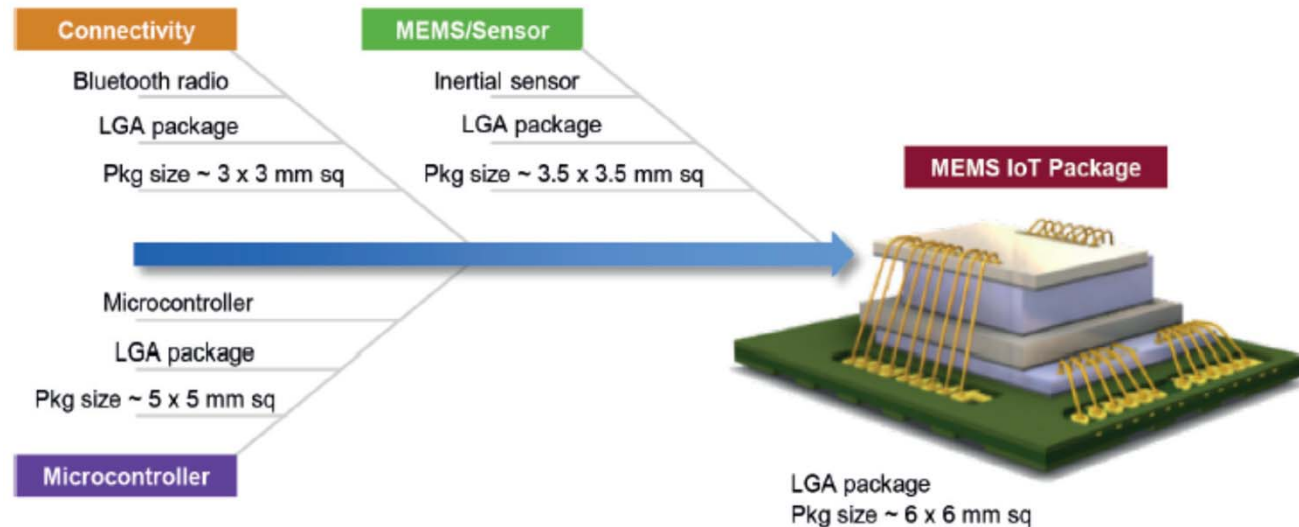 Connectivity
Bluetooth radio
LGA package
Pkg size ~ 3 x 3 mm sq
MEMS/Sensor
Inertial sensor
LGA package
Pkg size ~ 3.5 x 3.5 mm sq
MEMS IoT Package
Microcontroller
LGA package
Pkg size ~ 5 x 5 mm sq
Microcontroller
LGA package
Pkg size ~ 6 x 6 mm sq